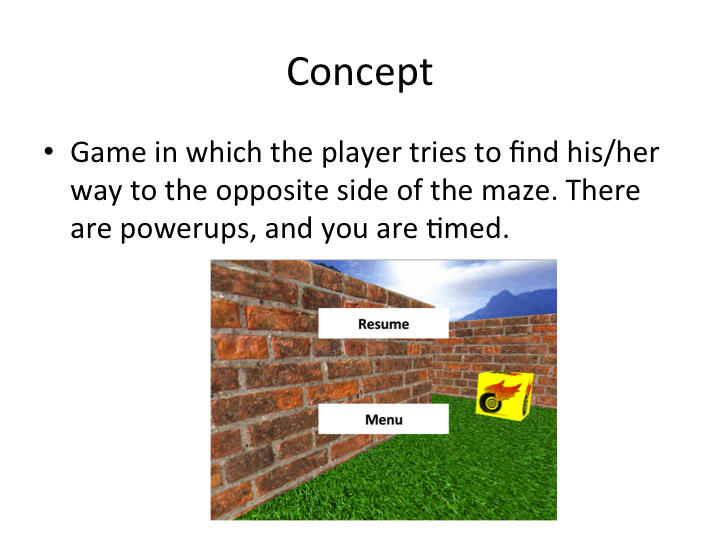 Concept
• Game in which the player tries to find his/her
way to the opposite side of the maze. There
are powerups, and you are timed.
Resume
Menu